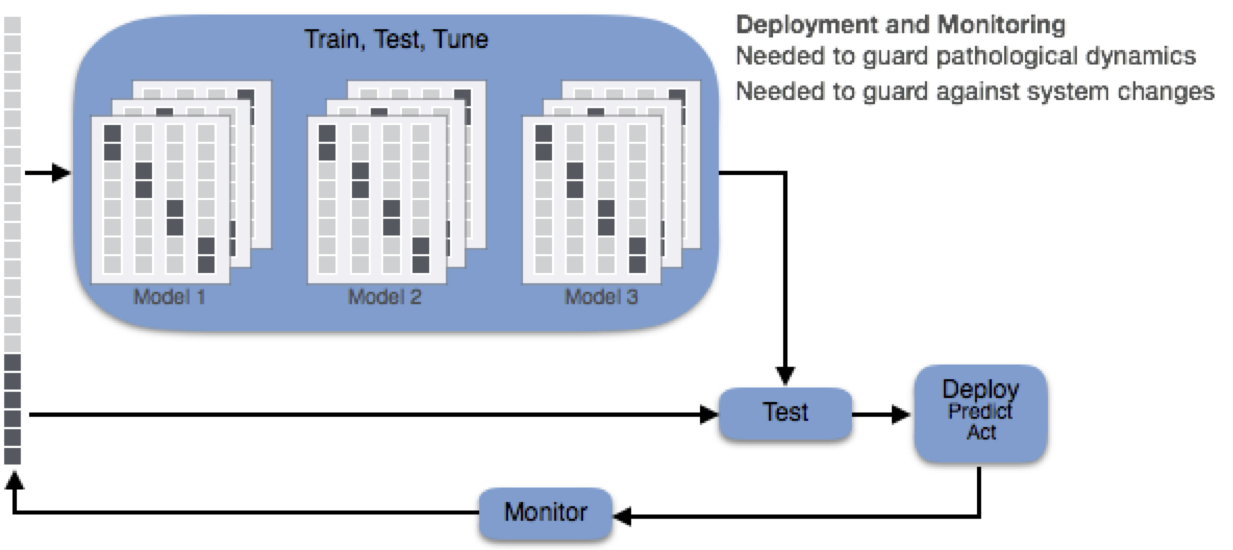 Train, Test, Tune
Deployment and Monitoring
Needed to guard pathological dynamics
Needed to guard against system changes
Model 1
Model 2
Model 3
Test
Deploy
Predict
Act
Monitor